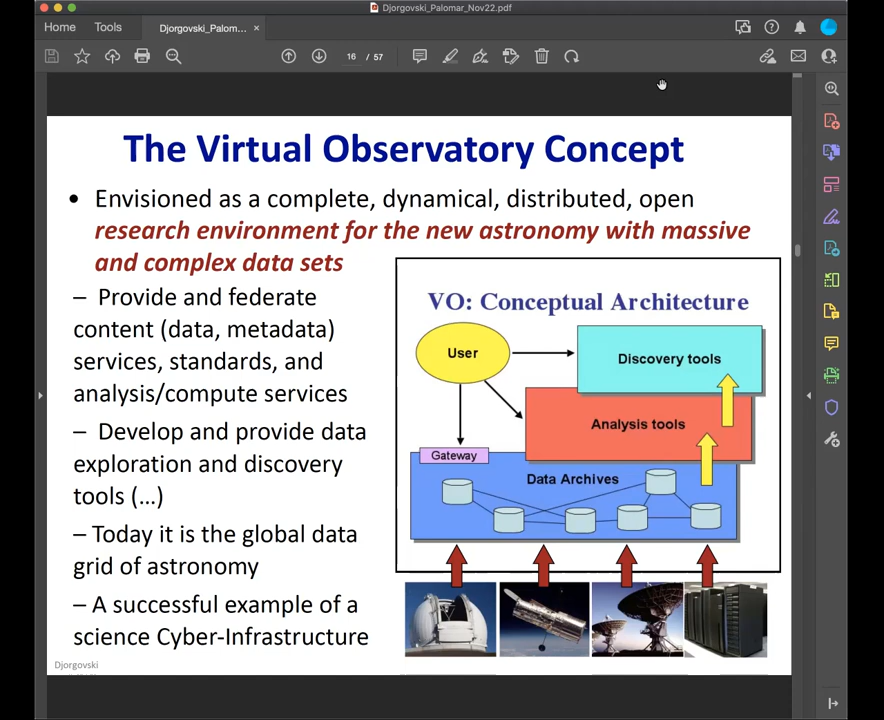 Djorgovski_Palomar_Nov22.pdf
Home
Tools
Djorgovski_Palom...
16 / 57
The Virtual Observatory Concept
• Envisioned as a complete, dynamical, distributed, open
research environment for the new astronomy with massive
and complex data sets
– Provide and federate
content (data, metadata)
services, standards, and
analysis/compute services
– Develop and provide data
exploration and discovery
tools (…)
– Today it is the global data
grid of astronomy
– A successful example of a
science Cyber-Infrastructure
VO: Conceptual Architecture
User
Discovery tools
Analysis tools
Gateway
Data Archives
Djorgovski